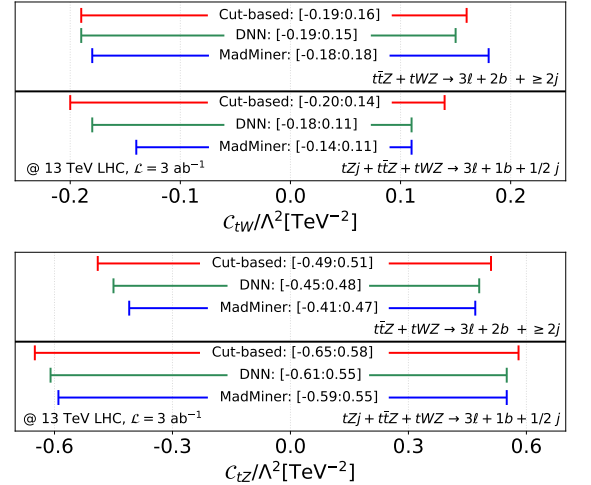 Cut-based: [-0.19:0.16]
DNN: [-0.19:0.15]
MadMiner: [-0.18:0.18]
tt̄Z + tWZ → 3ℓ + 2b + ≥ 2j
Cut-based: [-0.20:0.14]
DNN: [-0.18:0.11]
MadMiner: [-0.14:0.11]
@ 13 TeV LHC, ℒ = 3 ab⁻¹ tZj + tt̄Z + tWZ → 3ℓ + 1b + 1/2 j
-0.2 -0.1 0.0 0.1 0.2
𝒞tW/Λ²[TeV⁻²]
Cut-based: [-0.49:0.51]
DNN: [-0.45:0.48]
MadMiner: [-0.41:0.47]
tt̄Z + tWZ → 3ℓ + 2b + ≥ 2j
Cut-based: [-0.65:0.58]
DNN: [-0.61:0.55]
MadMiner: [-0.59:0.55]
@ 13 TeV LHC, ℒ = 3 ab⁻¹ tZj + tt̄Z + tWZ → 3ℓ + 1b + 1/2 j
-0.6 -0.3 0.0 0.3 0.6
𝒞tZ/Λ²[TeV⁻²]